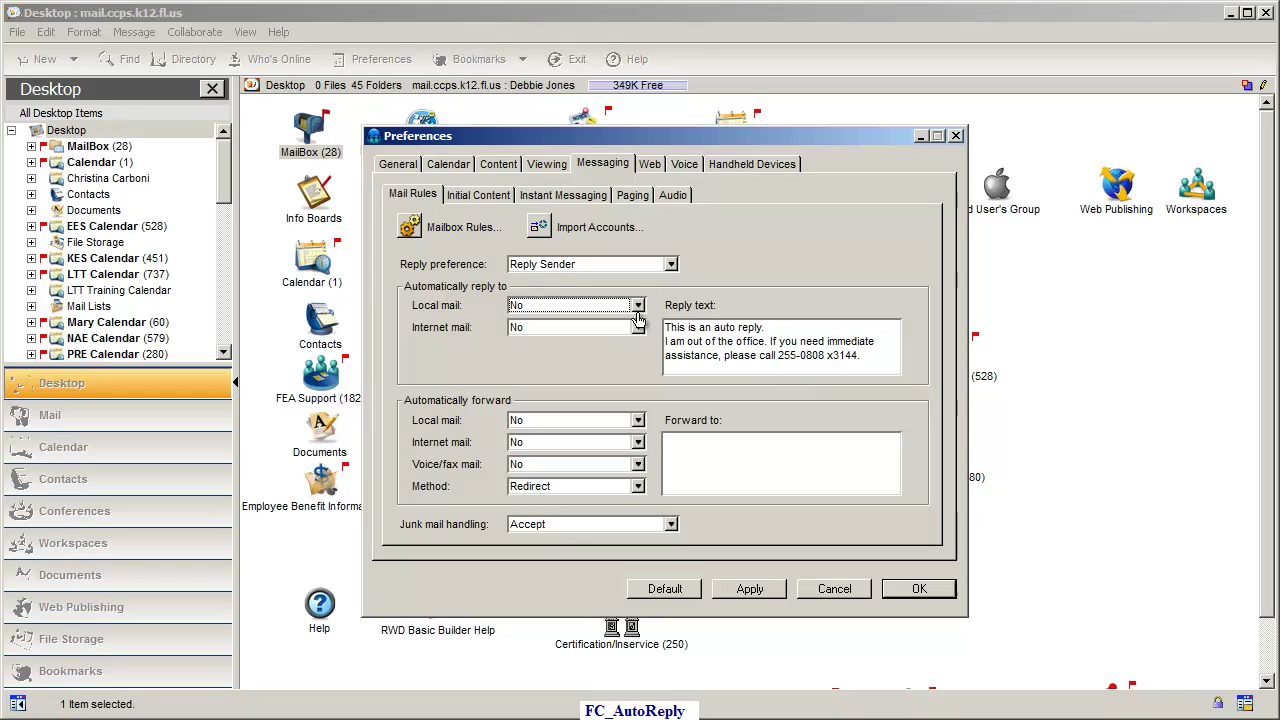 Desktop : mail.ccps.k12.fl.us
File Edit Format Message Collaborate View Help
New Find Directory Who's Online Preferences Bookmarks Exit Help
Desktop
Desktop 0 Files 45 Folders mail.ccps.k12.fl.us : Debbie Jones 349K Free
All Desktop Items
Desktop
MailBox (28)
Calendar (1)
Christina Carboni
Contacts
Documents
EES Calendar (528)
File Storage
KES Calendar (451)
LTT Calendar (737)
LTT Training Calendar
Mail Lists
Mary Calendar (60)
NAE Calendar (579)
PRE Calendar (280)
Desktop
Mail
Calendar
Contacts
Conferences
Workspaces
Documents
Web Publishing
File Storage
Bookmarks
MailBox (28)
Info Boards
Calendar (1)
Contacts
FEA Support (182
Documents
Employee Benefit Informa
Help
RWD Basic Builder Help
Certification/Inservice (250)
d User's Group
Web Publishing
Workspaces
(528)
80)
Preferences
General Calendar Content Viewing Messaging Web Voice Handheld Devices
Mail Rules Initial Content Instant Messaging Paging Audio
Mailbox Rules... Import Accounts...
Reply preference: Reply Sender
Automatically reply to
Local mail: No Reply text:
Internet mail: No
This is an auto reply.
I am out of the office. If you need immediate
assistance, please call 255-0808 x3144.
Automatically forward
Local mail: No Forward to:
Internet mail: No
Voice/fax mail: No
Method: Redirect
Junk mail handling: Accept
Default Apply Cancel OK
1 Item selected.
FC_AutoReply